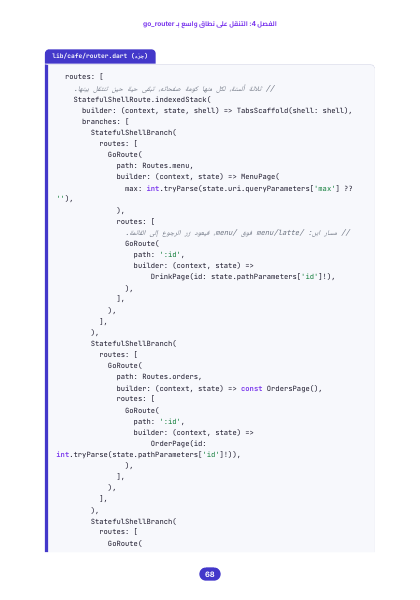 الفصل 4: التنقل على نطاق واسع بـ go_router
lib/cafe/router.dart (جزء)
routes: [
// ثلاثة ألسنة، لكل منها كومة صفحاته، تبقى حية حين تتنقل بينها.
StatefulShellRoute.indexedStack(
builder: (context, state, shell) => TabsScaffold(shell: shell),
branches: [
StatefulShellBranch(
routes: [
GoRoute(
path: Routes.menu,
builder: (context, state) => MenuPage(
max: int.tryParse(state.uri.queryParameters['max'] ??
''),
),
routes: [
// مسار ابن: /menu/latte فوق /menu، فيعود زر الرجوع إلى القائمة.
GoRoute(
path: ':id',
builder: (context, state) =>
DrinkPage(id: state.pathParameters['id']!),
),
],
),
],
),
StatefulShellBranch(
routes: [
GoRoute(
path: Routes.orders,
builder: (context, state) => const OrdersPage(),
routes: [
GoRoute(
path: ':id',
builder: (context, state) =>
OrderPage(id:
int.tryParse(state.pathParameters['id']!)),
),
],
),
],
),
StatefulShellBranch(
routes: [
GoRoute(
68